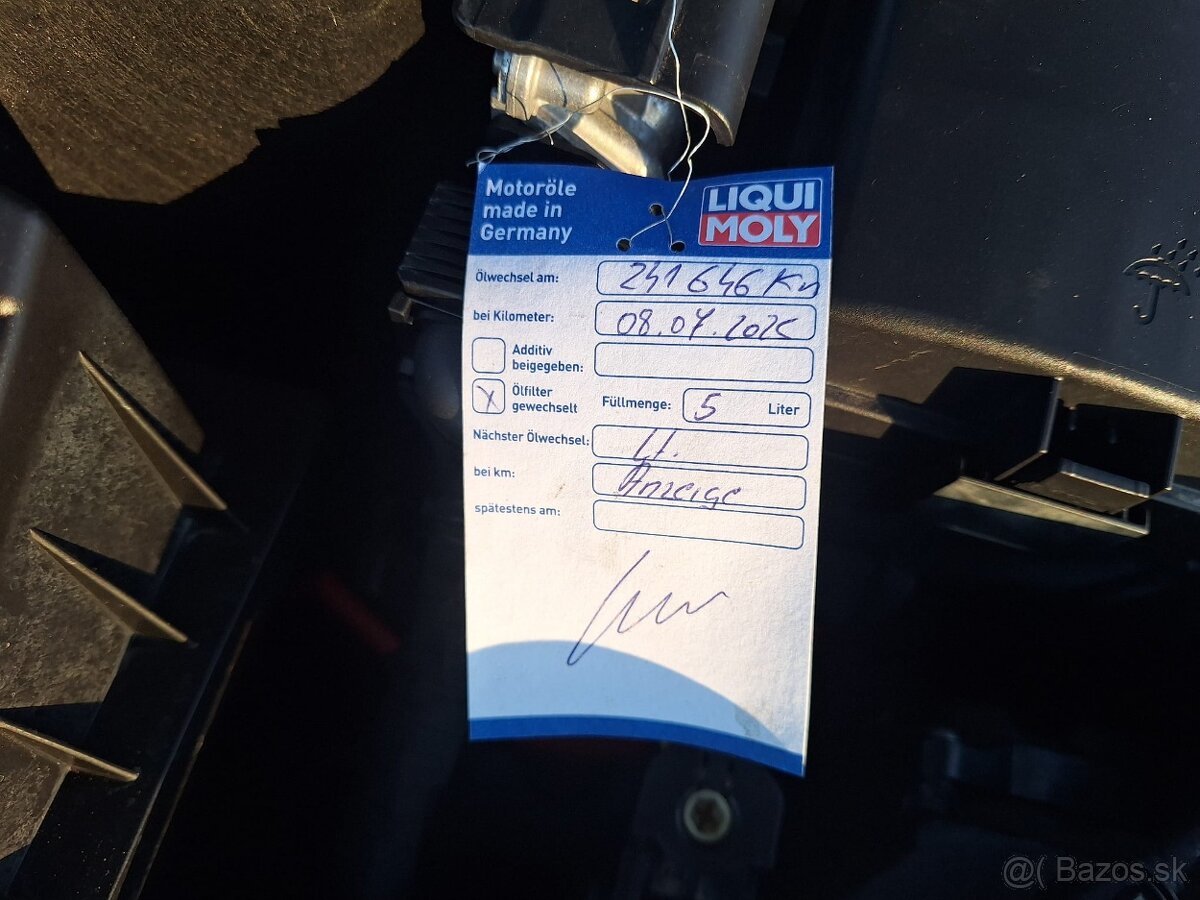 Motoröle
made in
Germany
LIQUI
MOLY
Ölwechsel am: 241 646 Km
bei Kilometer: 08.07.2025
Additiv
beigegeben:
X Ölfilter
gewechselt
Füllmenge: 5 Liter
Nächster Ölwechsel: Lt.
bei km: Anzeige
spätestens am:
@( Bazos.sk